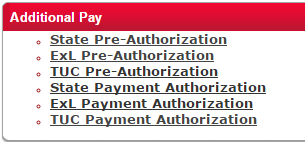 Additional Pay
State Pre-Authorization
ExL Pre-Authorization
TUC Pre-Authorization
State Payment Authorization
ExL Payment Authorization
TUC Payment Authorization